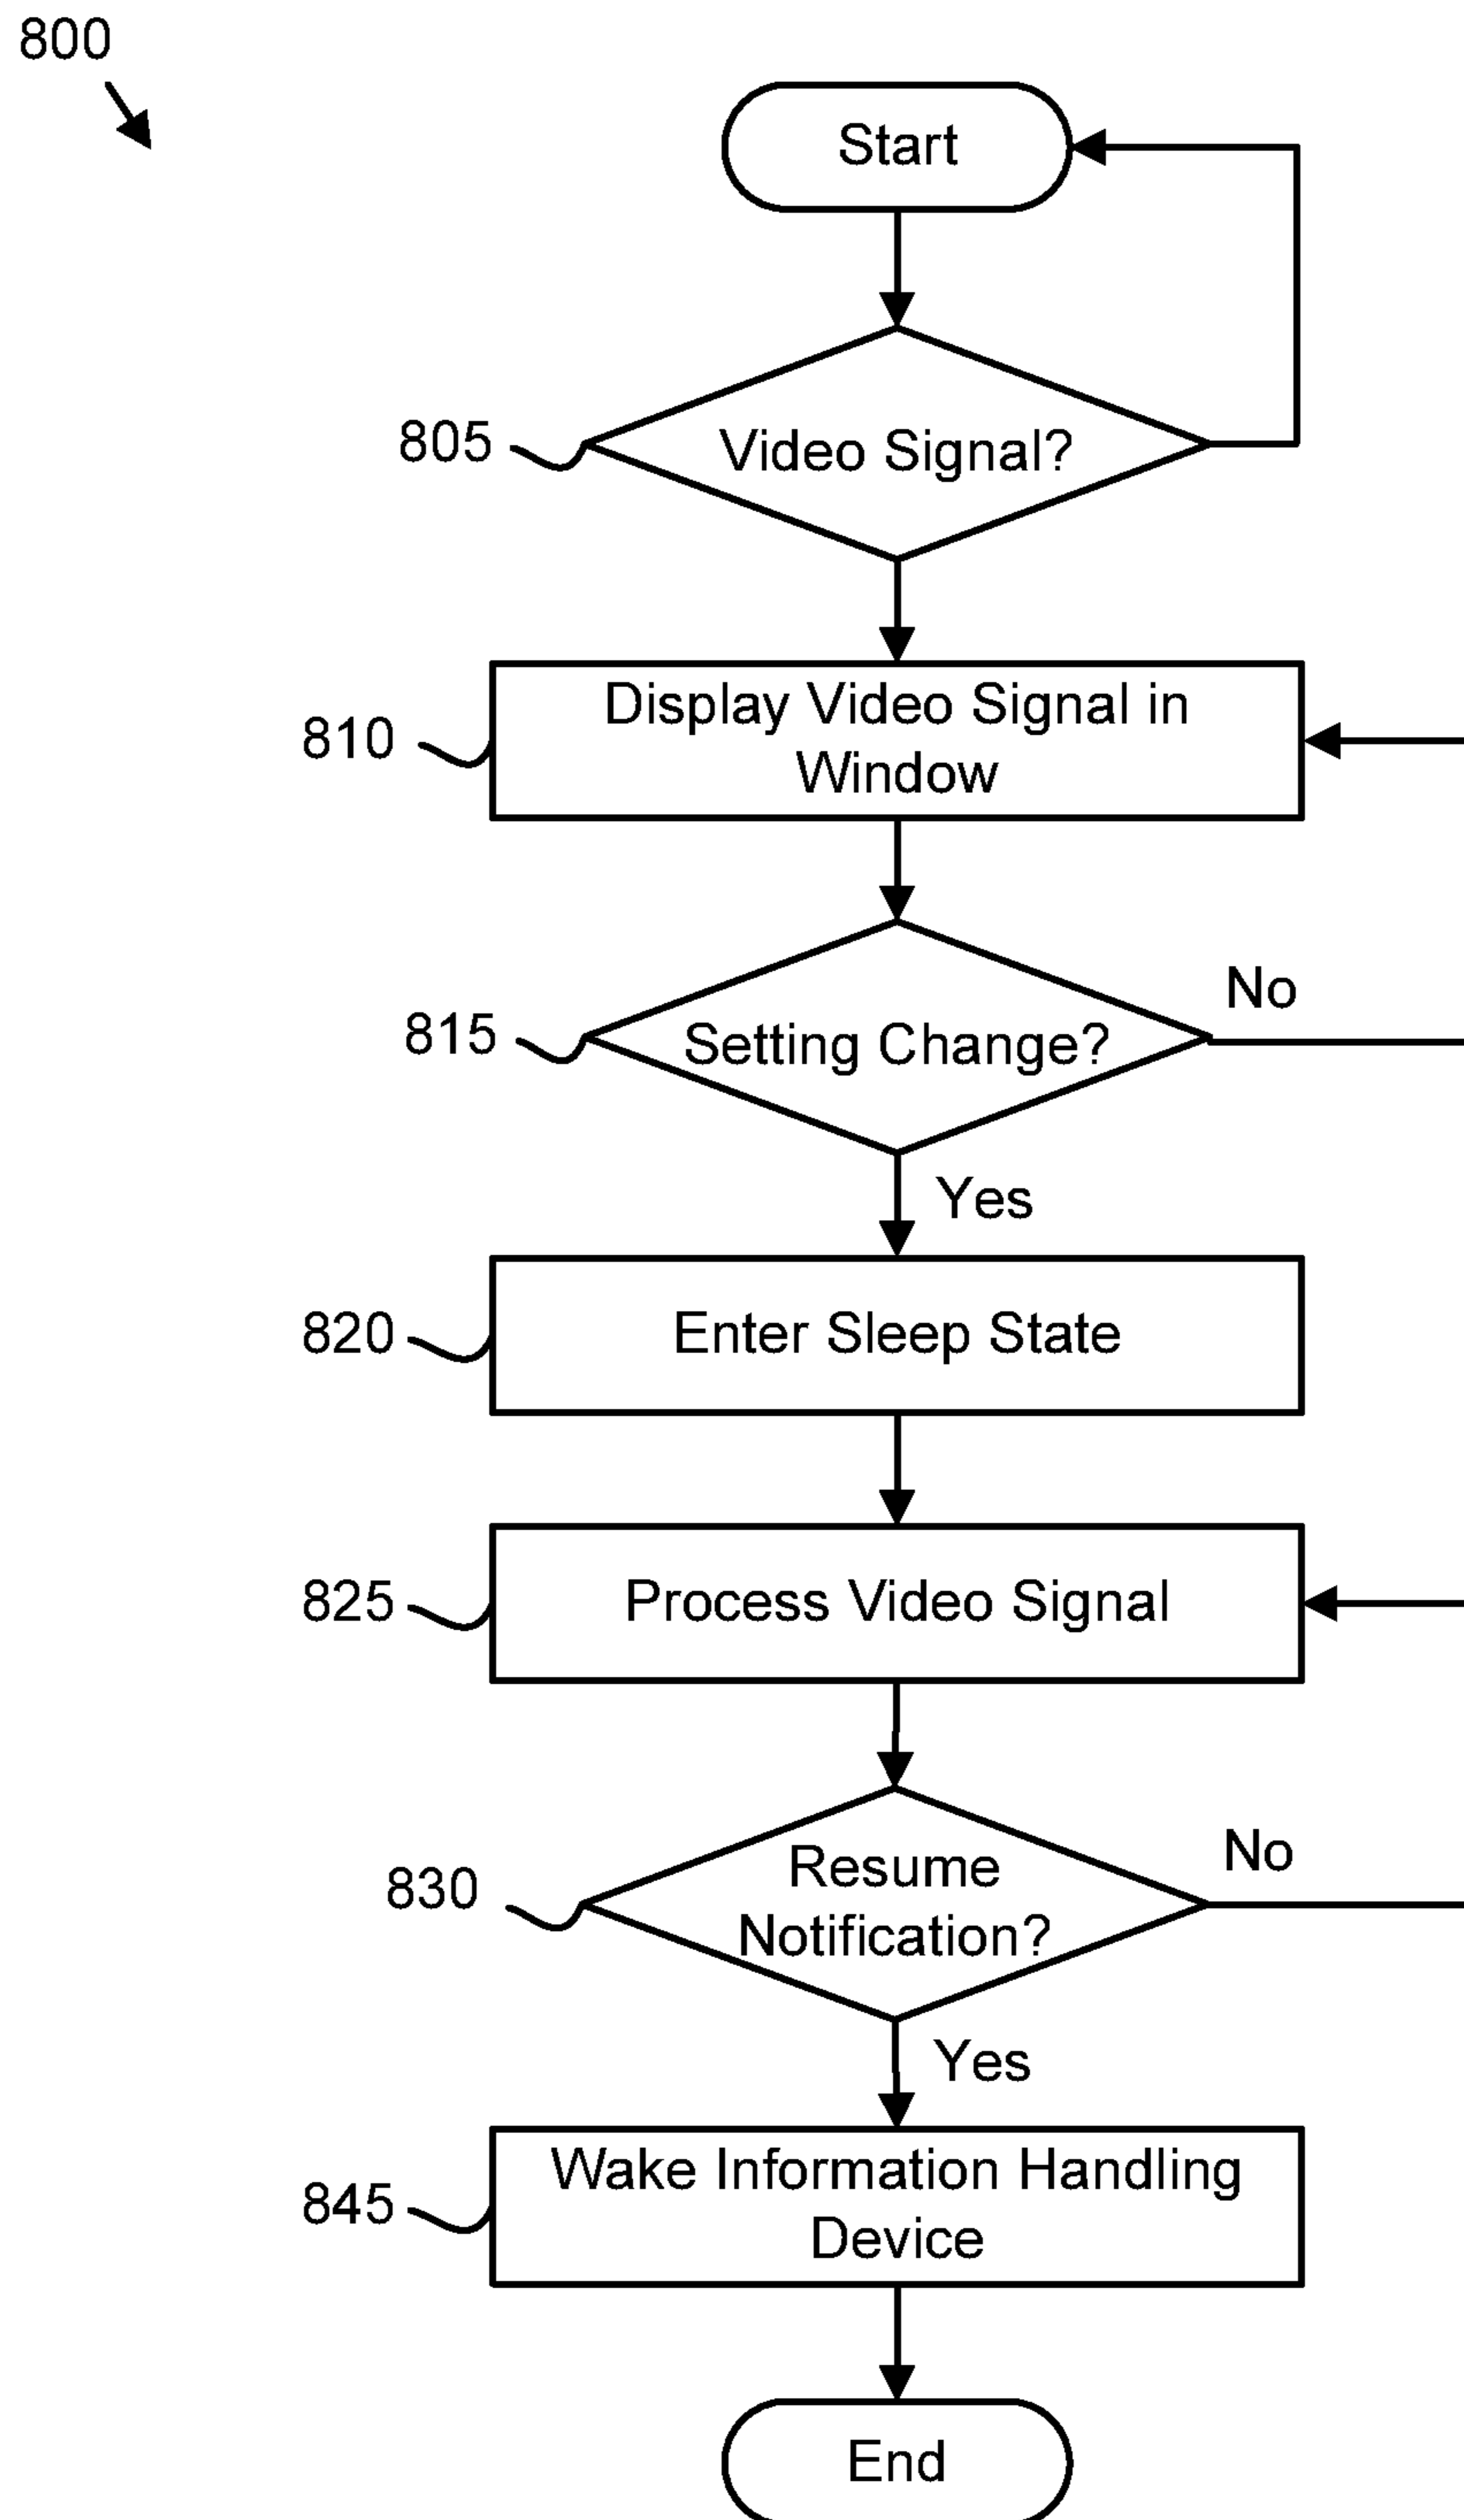 800
Start
805
Video Signal?
810
Display Video Signal in
Window
815
Setting Change?
No
Yes
820
Enter Sleep State
825
Process Video Signal
830
Resume
Notification?
No
Yes
845
Wake Information Handling
Device
End